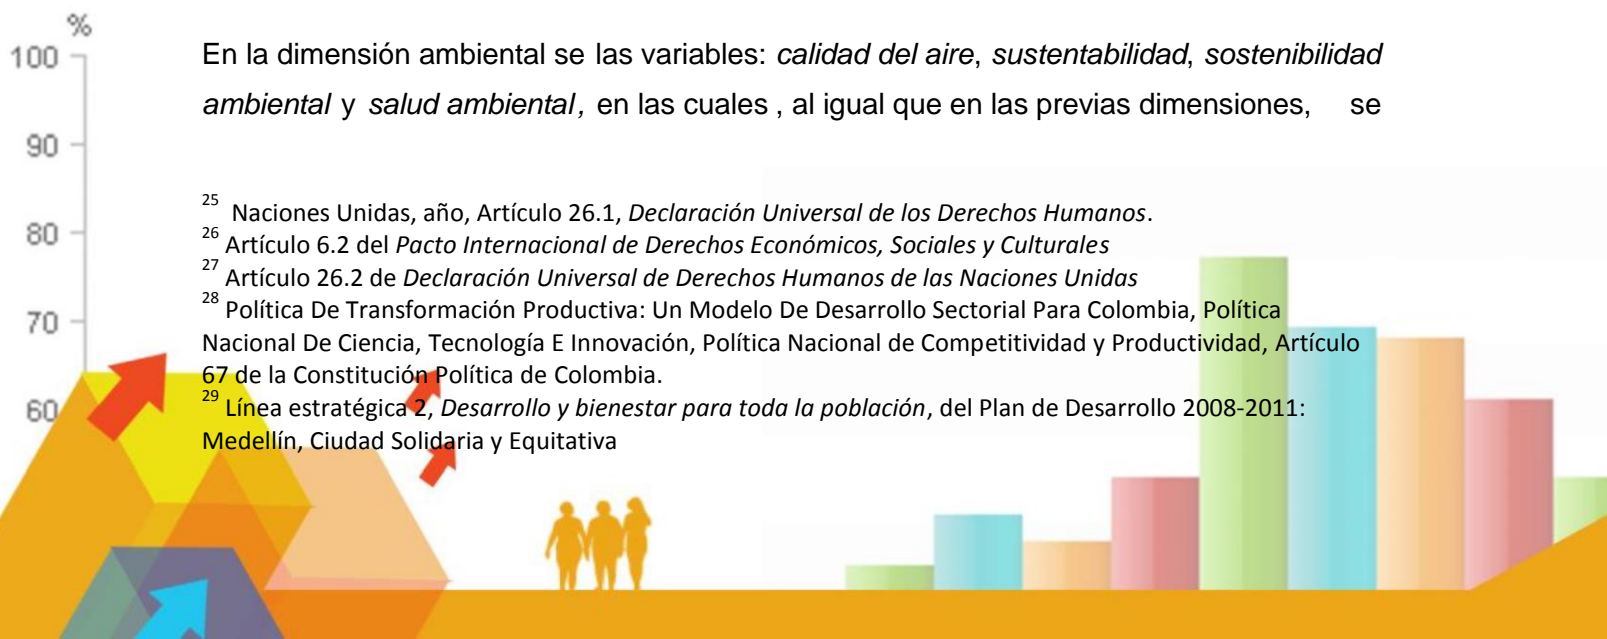 %
100
90
80
70
60
En la dimensión ambiental se las variables: calidad del aire, sustentabilidad, sostenibilidad
ambiental y salud ambiental, en las cuales , al igual que en las previas dimensiones, se
25 Naciones Unidas, año, Artículo 26.1, Declaración Universal de los Derechos Humanos.
26 Artículo 6.2 del Pacto Internacional de Derechos Económicos, Sociales y Culturales
27 Artículo 26.2 de Declaración Universal de Derechos Humanos de las Naciones Unidas
28 Política De Transformación Productiva: Un Modelo De Desarrollo Sectorial Para Colombia, Política
Nacional De Ciencia, Tecnología E Innovación, Política Nacional de Competitividad y Productividad, Artículo
67 de la Constitución Política de Colombia.
29 Línea estratégica 2, Desarrollo y bienestar para toda la población, del Plan de Desarrollo 2008-2011:
Medellín, Ciudad Solidaria y Equitativa